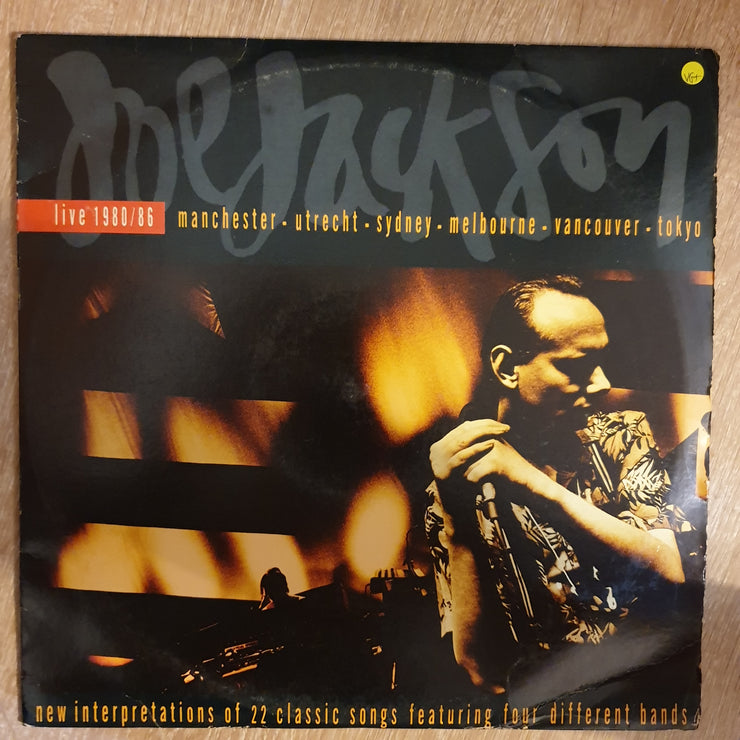 Joe Jackson
VG+
live 1980/86 manchester - utrecht - sydney - melbourne - vancouver - tokyo
new interpretations of 22 classic songs featuring four different bands